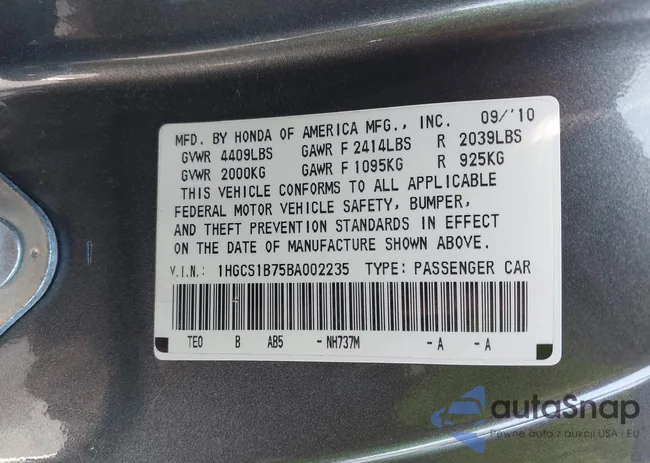 MFD. BY HONDA OF AMERICA MFG., INC. 09/'10
GVWR 4409LBS GAWR F 2414LBS R 2039LBS
GVWR 2000KG GAWR F 1095KG R 925KG
THIS VEHICLE CONFORMS TO ALL APPLICABLE
FEDERAL MOTOR VEHICLE SAFETY, BUMPER,
AND THEFT PREVENTION STANDARDS IN EFFECT
ON THE DATE OF MANUFACTURE SHOWN ABOVE.
V.I.N.: 1HGCS1B75BA002235 TYPE: PASSENGER CAR
TE0 B AB5 -NH737M -A -A
autaSnap
Pewne auta z aukcji USA i EU